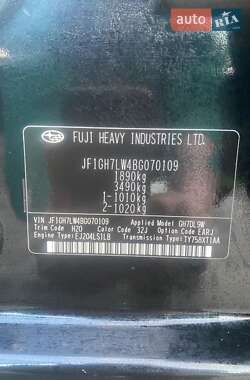 AUTO.RIA.com
FUJI HEAVY INDUSTRIES LTD.
JF1GH7LW4BG070109
1890kg
3490kg
1-1010kg
2-1020kg
VIN JF1GH7LW4BG070109 Applied Model GH7DL9W
Trim Code H20 Color Code 32J Option Code EARJ
Engine Type: EJ204LS1LB Transmission Type: TY758XT1AA